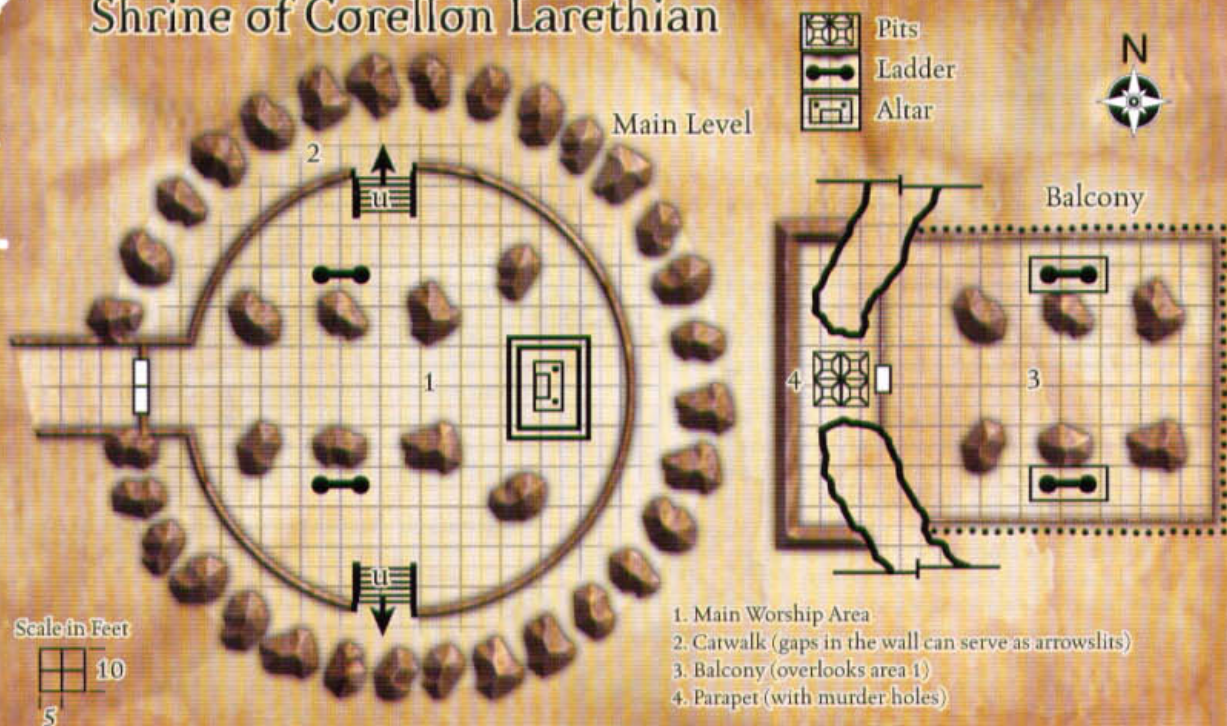 Shrine of Corellon Larethian
Pits
Ladder
Altar
N
Main Level
Balcony
2
u
1
4
3
u
Scale in Feet
10
5
1. Main Worship Area
2. Catwalk (gaps in the wall can serve as arrowslits)
3. Balcony (overlooks area 1)
4. Parapet (with murder holes)